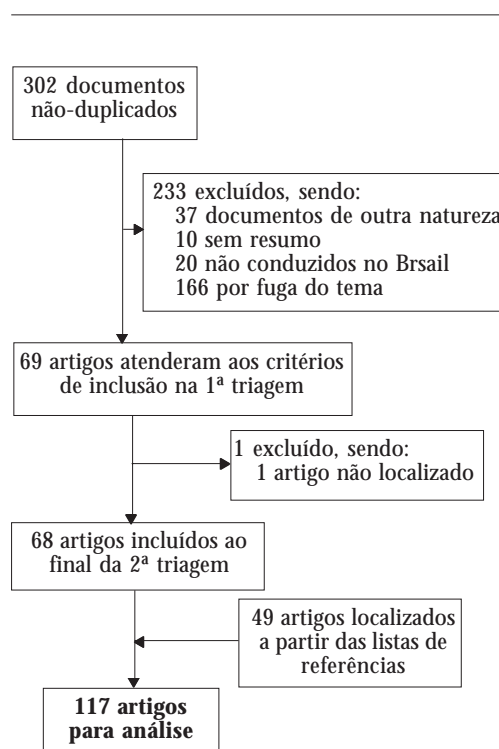 302 documentos
não-duplicados
233 excluídos, sendo:
37 documentos de outra natureza
10 sem resumo
20 não conduzidos no Brsail
166 por fuga do tema
69 artigos atenderam aos critérios
de inclusão na 1ª triagem
1 excluído, sendo:
1 artigo não localizado
68 artigos incluídos ao
final da 2ª triagem
49 artigos localizados
a partir das listas de
referências
117 artigos
para análise